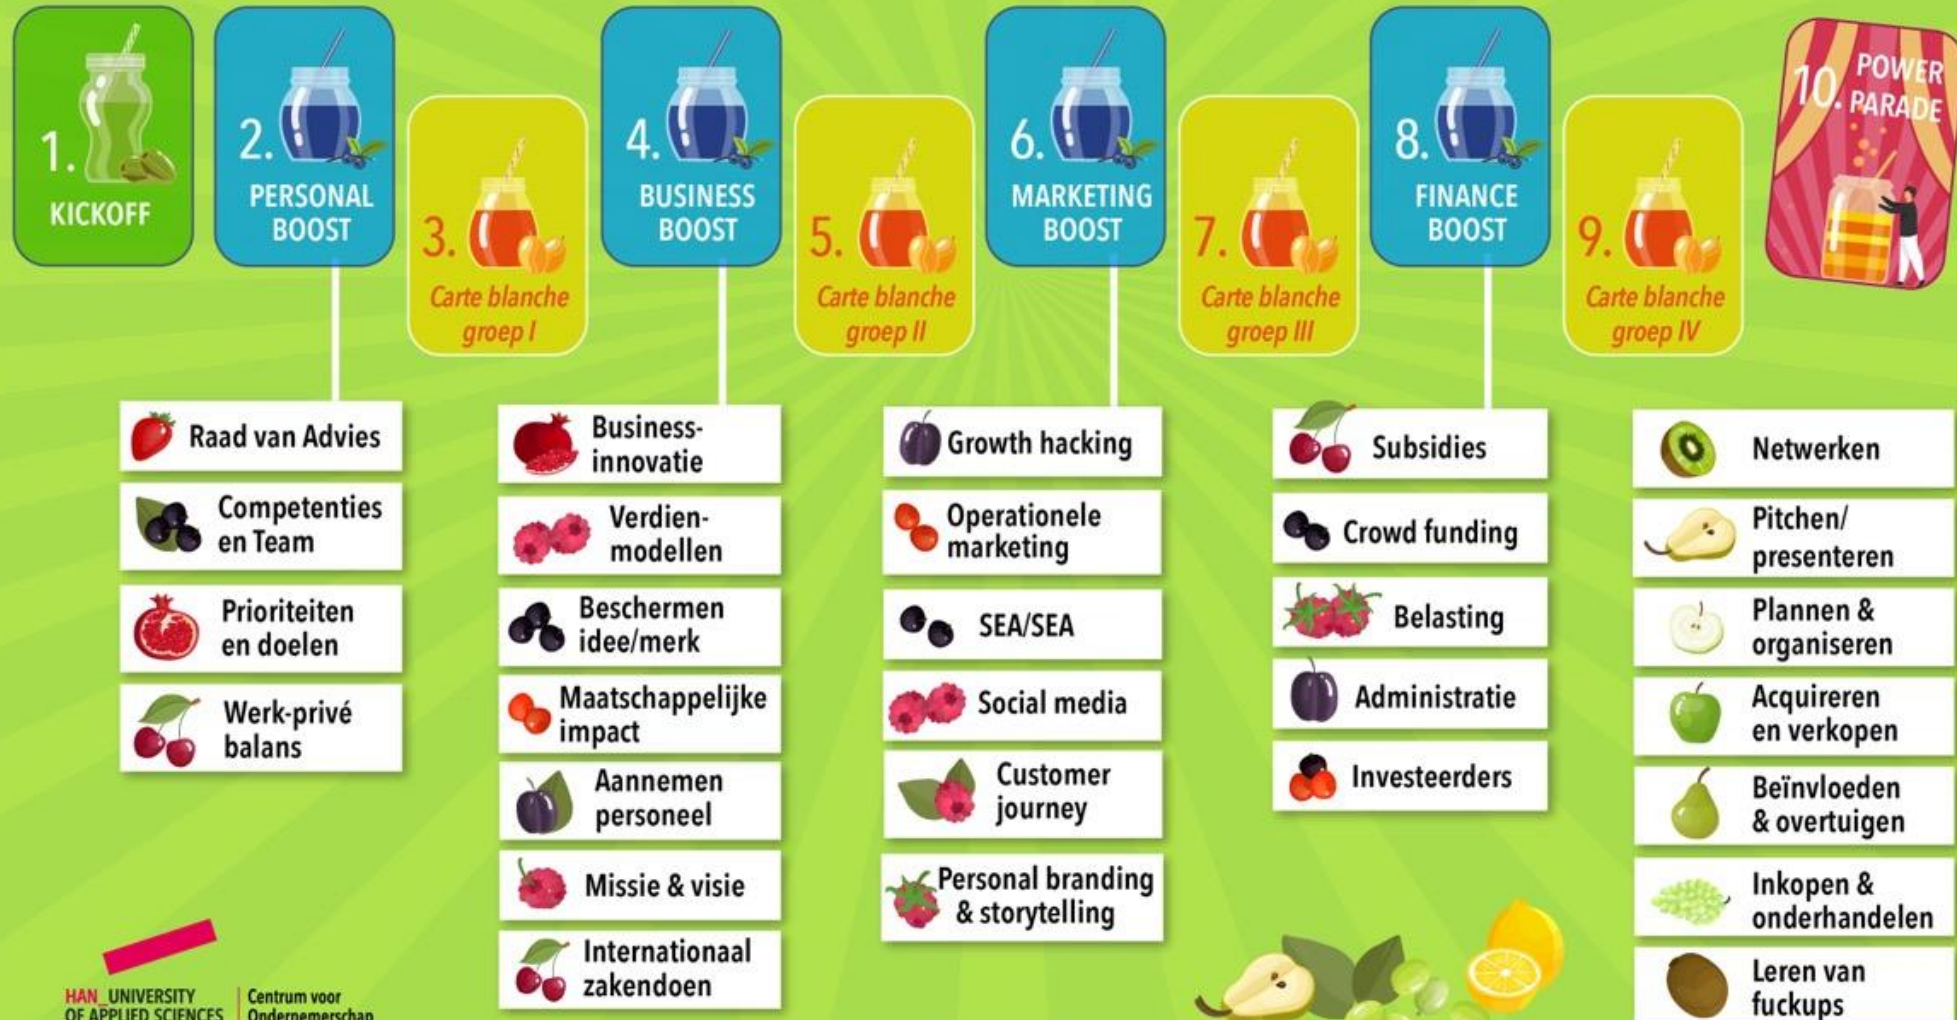 1.
KICKOFF
2.
PERSONAL
BOOST
3.
Carte blanche
groep I
4.
BUSINESS
BOOST
5.
Carte blanche
groep II
6.
MARKETING
BOOST
7.
Carte blanche
groep III
8.
FINANCE
BOOST
9.
Carte blanche
groep IV
10. POWER
PARADE
Raad van Advies
Competenties
en Team
Prioriteiten
en doelen
Werk-privé
balans
Business-
innovatie
Verdien-
modellen
Beschermen
idee/merk
Maatschappelijke
impact
Aannemen
personeel
Missie & visie
Internationaal
zakendoen
Growth hacking
Operationele
marketing
SEA/SEA
Social media
Customer
journey
Personal branding
& storytelling
Subsidies
Crowd funding
Belasting
Administratie
Investeerders
Netwerken
Pitchen/
presenteren
Plannen &
organiseren
Acquireren
en verkopen
Beïnvloeden
& overtuigen
Inkopen &
onderhandelen
Leren van
fuckups
HAN_UNIVERSITY
OF APPLIED SCIENCES
Centrum voor
Ondernemerschap